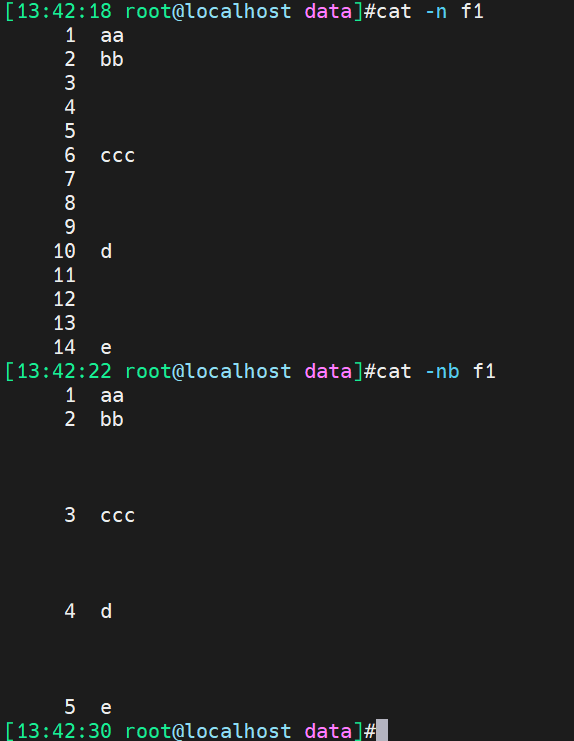 [13:42:18 root@localhost data]#cat -n f1
     1  aa
     2  bb
     3
     4
     5
     6  ccc
     7
     8
     9
    10  d
    11
    12
    13
    14  e
[13:42:22 root@localhost data]#cat -nb f1
     1  aa
     2  bb
     3  ccc
     4  d
     5  e
[13:42:30 root@localhost data]#